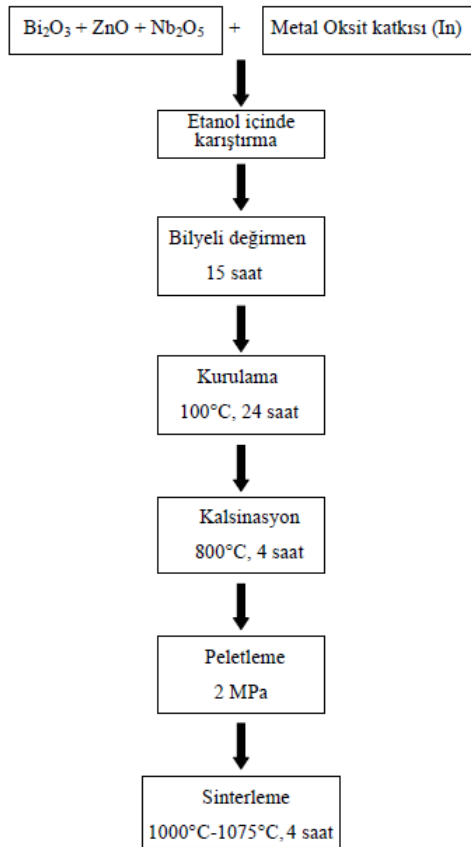 Bi₂O₃ + ZnO + Nb₂O₅ + Metal Oksit katkısı (In)
Etanol içinde
karıştırma
Bilyeli değirmen
15 saat
Kurulama
100°C, 24 saat
Kalsinasyon
800°C, 4 saat
Peletleme
2 MPa
Sinterleme
1000°C-1075°C, 4 saat